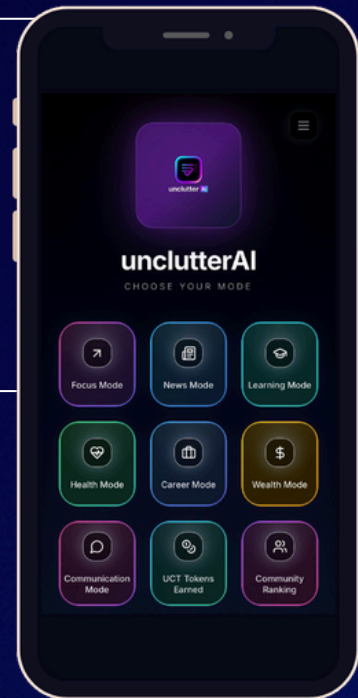 unclutter AI
unclutterAI
CHOOSE YOUR MODE
Focus Mode
News Mode
Learning Mode
Health Mode
Career Mode
Wealth Mode
Communication
Mode
UCT Tokens
Earned
Community
Ranking